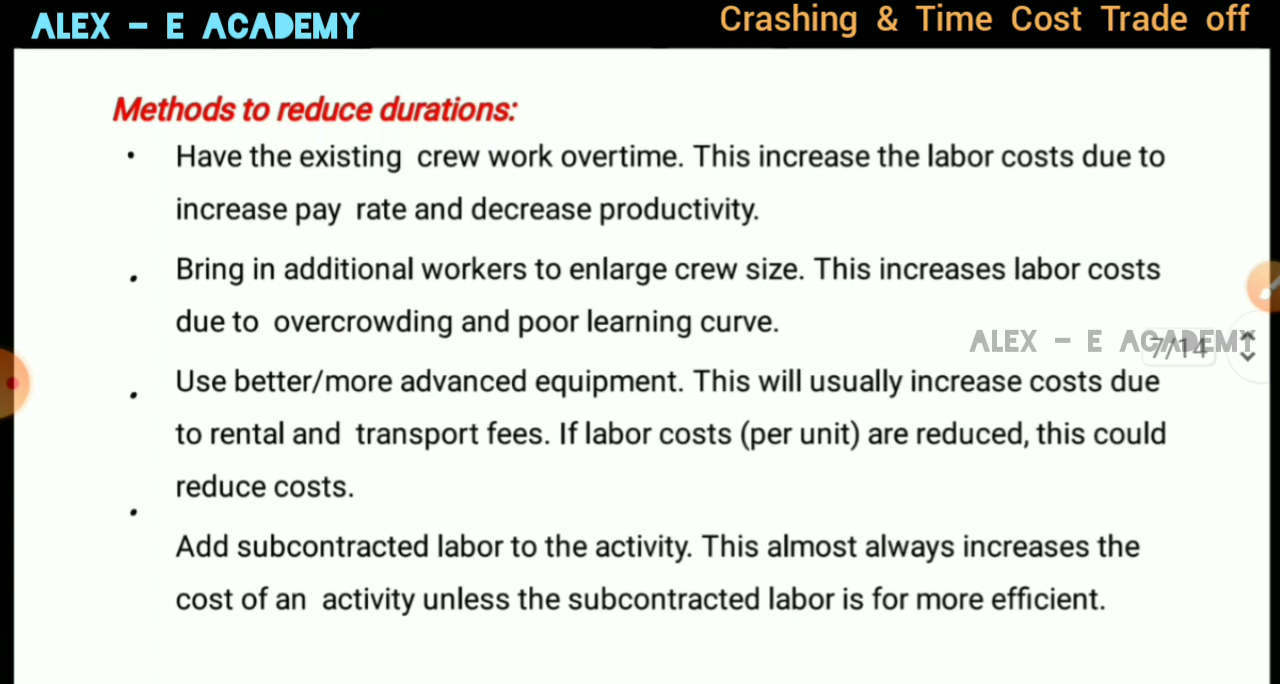 ALEX - E ACADEMY
Crashing & Time Cost Trade off
Methods to reduce durations:
• Have the existing crew work overtime. This increase the labor costs due to
increase pay rate and decrease productivity.
• Bring in additional workers to enlarge crew size. This increases labor costs
due to overcrowding and poor learning curve.
ALEX - E ACADEMY
7/14
• Use better/more advanced equipment. This will usually increase costs due
to rental and transport fees. If labor costs (per unit) are reduced, this could
reduce costs.
• Add subcontracted labor to the activity. This almost always increases the
cost of an activity unless the subcontracted labor is for more efficient.